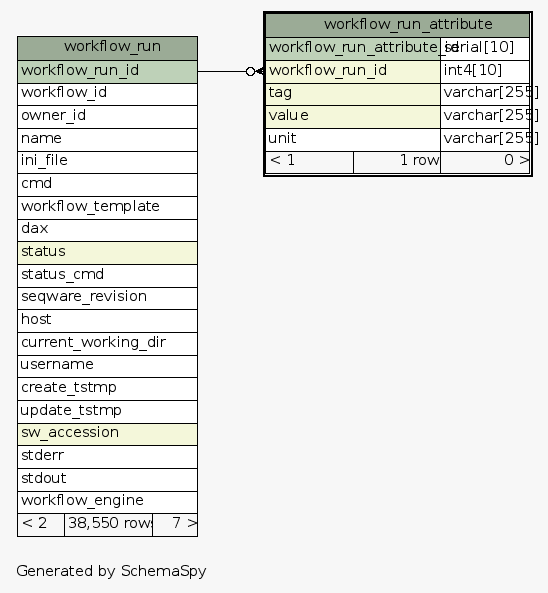 workflow_run
workflow_run_id
workflow_id
owner_id
name
ini_file
cmd
workflow_template
dax
status
status_cmd
seqware_revision
host
current_working_dir
username
create_tstmp
update_tstmp
sw_accession
stderr
stdout
workflow_engine
< 2 38,550 rows 7 >
workflow_run_attribute
workflow_run_attribute_id serial[10]
workflow_run_id int4[10]
tag varchar[255]
value varchar[255]
unit varchar[255]
< 1 1 row 0 >
Generated by SchemaSpy